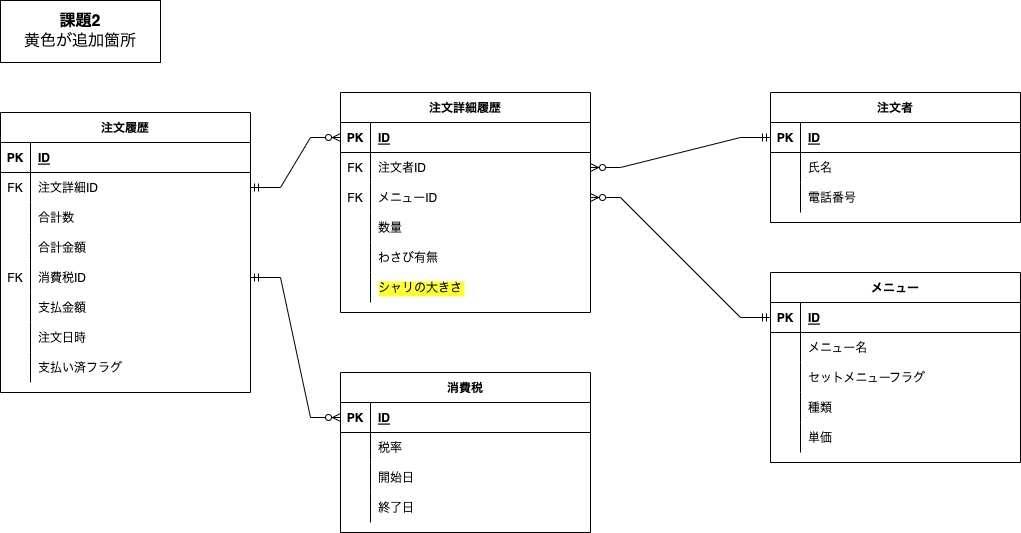 課題2
黄色が追加箇所
注文履歴
PK ID
FK 注文詳細ID
合計数
合計金額
FK 消費税ID
支払金額
注文日時
支払い済フラグ
注文詳細履歴
PK ID
FK 注文者ID
FK メニューID
数量
わさび有無
シャリの大きさ
消費税
PK ID
税率
開始日
終了日
注文者
PK ID
氏名
電話番号
メニュー
PK ID
メニュー名
セットメニューフラグ
種類
単価